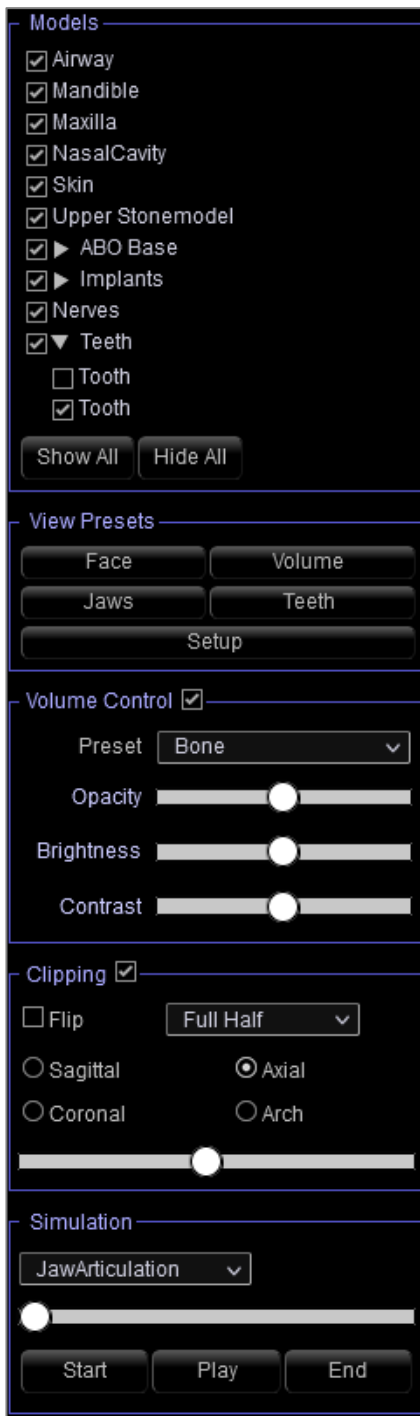 Models
Airway
Mandible
Maxilla
NasalCavity
Skin
Upper Stonemodel
ABO Base
Implants
Nerves
Teeth
Tooth
Tooth
Show All Hide All
View Presets
Face Volume
Jaws Teeth
Setup
Volume Control
Preset Bone
Opacity
Brightness
Contrast
Clipping
Flip Full Half
Sagittal Axial
Coronal Arch
Simulation
JawArticulation
Start Play End